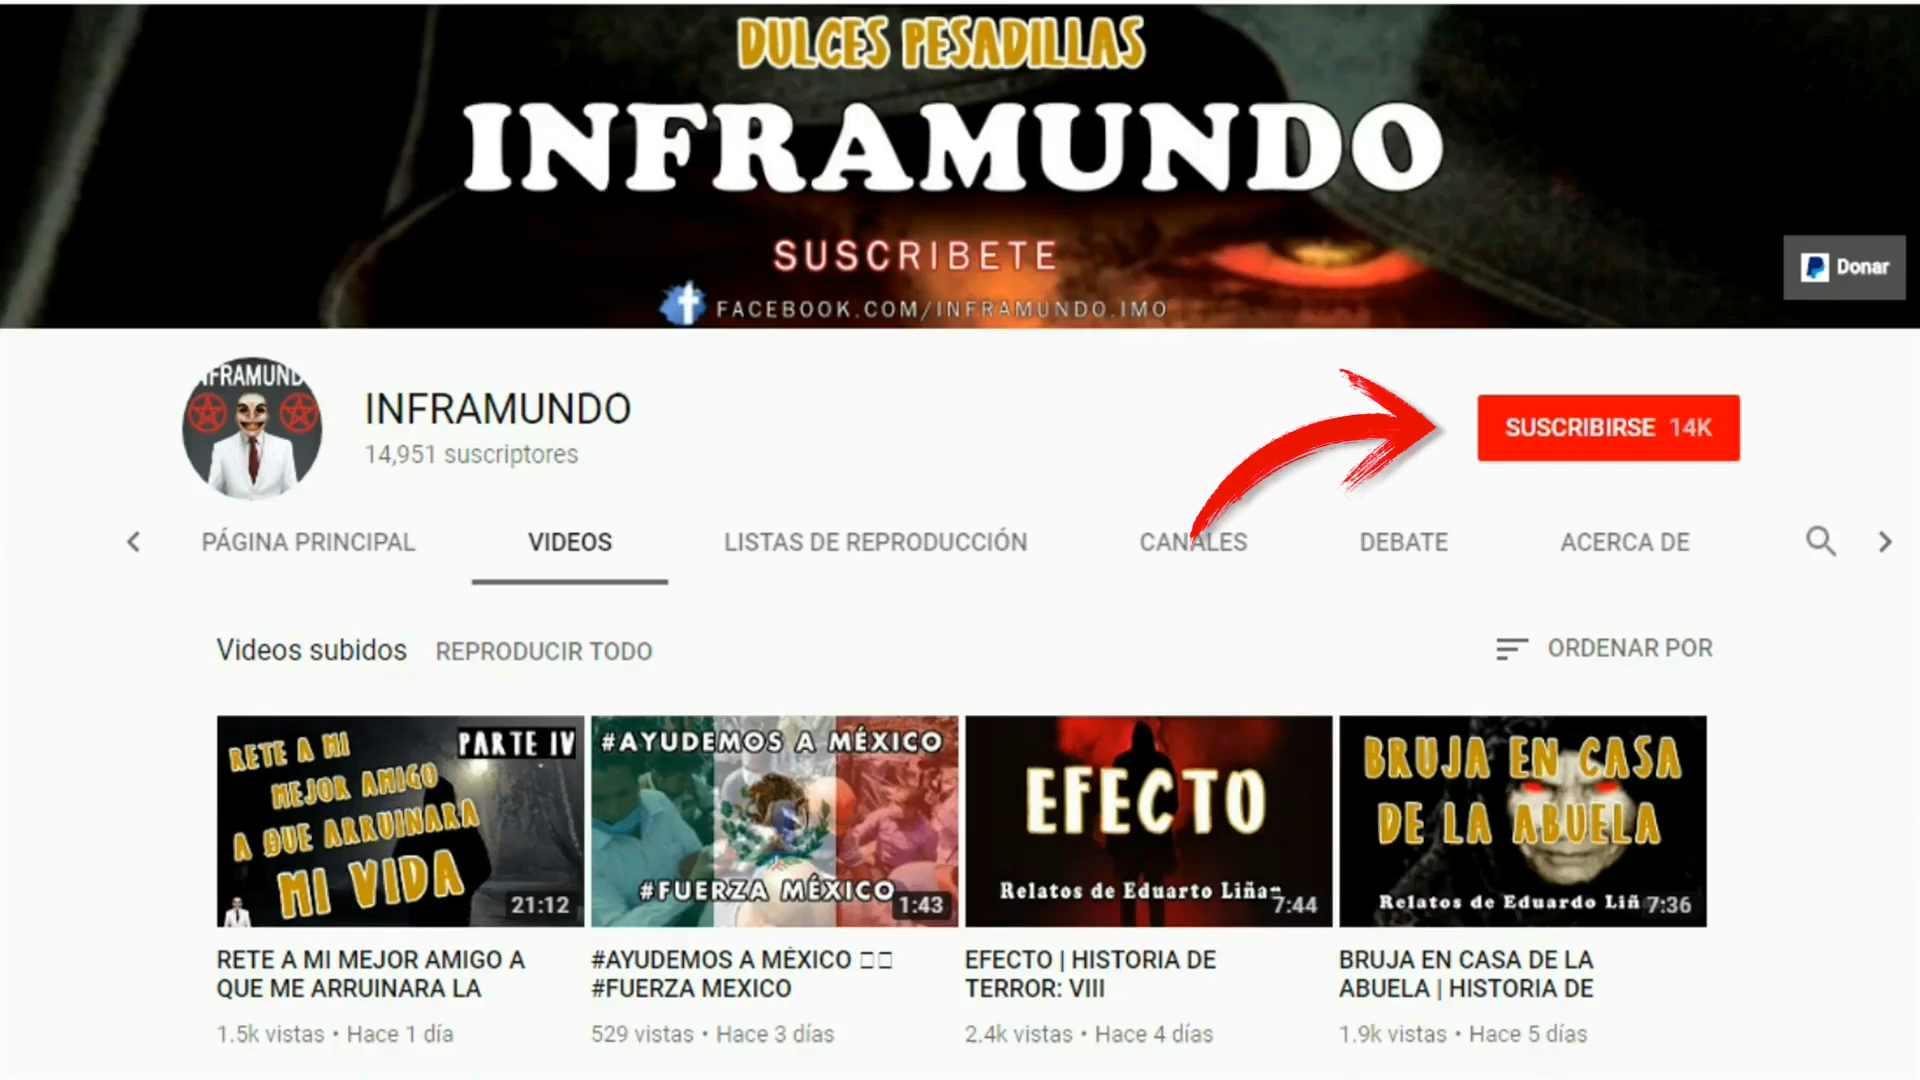 DULCES PESADILLAS
INFRAMUNDO
SUSCRIBETE
FACEBOOK.COM/INFRAMUNDO.IMO
Donar
INFRAMUNDO
14,951 suscriptores
SUSCRIBIRSE 14K
PÁGINA PRINCIPAL
VIDEOS
LISTAS DE REPRODUCCIÓN
CANALES
DEBATE
ACERCA DE
Videos subidos
REPRODUCIR TODO
ORDENAR POR
RETE A MI
PARTE IV
MEJOR AMIGO
A QUE ARRUINARA
MI VIDA
21:12
#AYUDEMOS A MÉXICO
#FUERZA MÉXICO
1:43
EFECTO
Relatos de Eduarto Liñan
7:44
BRUJA EN CASA
DE LA ABUELA
Relatos de Eduardo Liñ
7:36
RETE A MI MEJOR AMIGO A
QUE ME ARRUINARA LA
1.5k vistas • Hace 1 día
#AYUDEMOS A MÉXICO
#FUERZA MEXICO
529 vistas • Hace 3 días
EFECTO | HISTORIA DE
TERROR: VIII
2.4k vistas • Hace 4 días
BRUJA EN CASA DE LA
ABUELA | HISTORIA DE
1.9k vistas • Hace 5 días